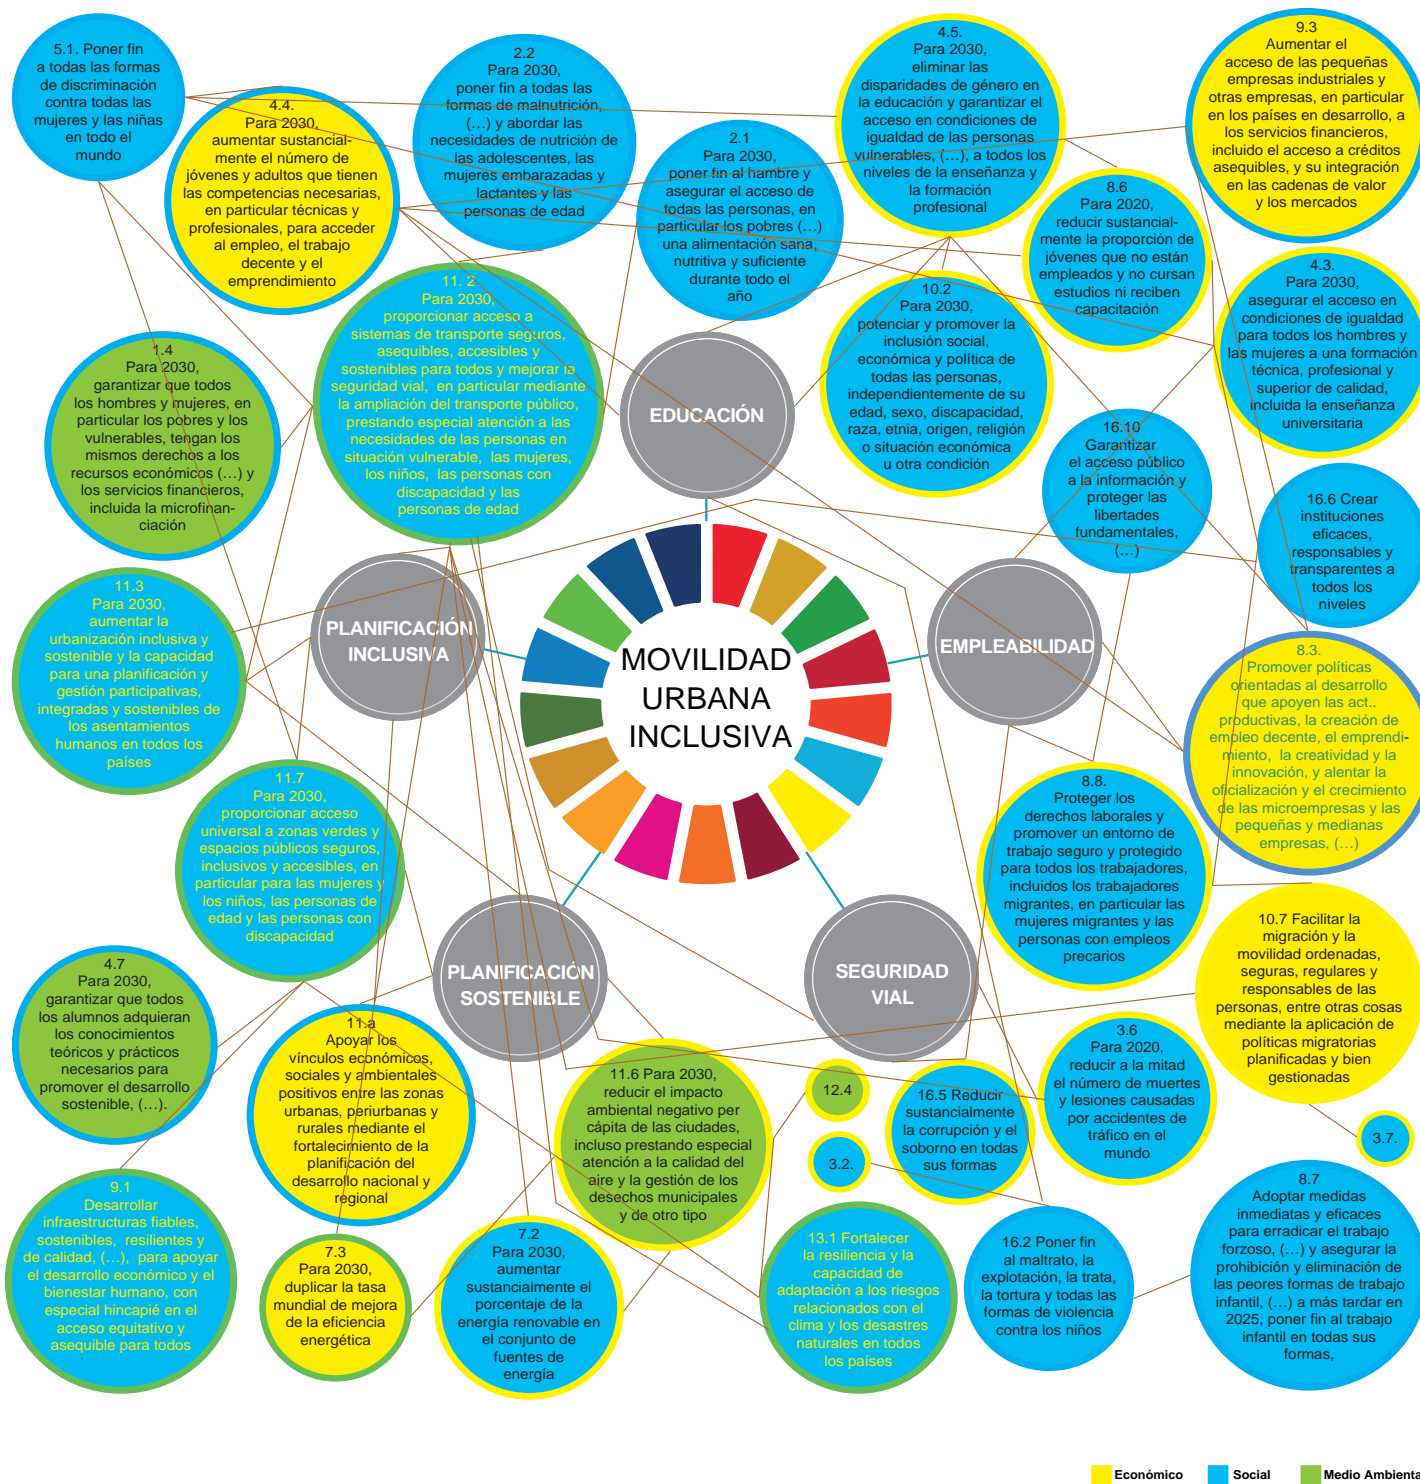 5.1. Poner fin
a todas las formas
de discriminación
contra todas las
mujeres y las niñas
en todo el
mundo
4.4.
Para 2030,
aumentar sustancial-
mente el número de
jóvenes y adultos que tienen
las competencias necesarias,
en particular técnicas y
profesionales, para acceder
al empleo, el trabajo
decente y el
emprendimiento
2.2
Para 2030,
poner fin a todas las
formas de malnutrición,
(…) y abordar las
necesidades de nutrición de
las adolescentes, las
mujeres embarazadas y
lactantes y las
personas de edad
2.1
Para 2030,
poner fin al hambre y
asegurar el acceso de
todas las personas, en
particular los pobres (…)
una alimentación sana,
nutritiva y suficiente
durante todo el
año
4.5.
Para 2030,
eliminar las
disparidades de género en
la educación y garantizar el
acceso en condiciones de
igualdad de las personas
vulnerables, (…), a todos los
niveles de la enseñanza y
la formación
profesional
9.3
Aumentar el
acceso de las pequeñas
empresas industriales y
otras empresas, en particular
en los países en desarrollo, a
los servicios financieros,
incluido el acceso a créditos
asequibles, y su integración
en las cadenas de valor
y los mercados
8.6
Para 2020,
reducir sustancial-
mente la proporción de
jóvenes que no están
empleados y no cursan
estudios ni reciben
capacitación
4.3.
Para 2030,
asegurar el acceso en
condiciones de igualdad
para todos los hombres y
las mujeres a una formación
técnica, profesional y
superior de calidad,
incluida la enseñanza
universitaria
11. 2
Para 2030,
proporcionar acceso a
sistemas de transporte seguros,
asequibles, accesibles y
sostenibles para todos y mejorar la
seguridad vial, en particular mediante
la ampliación del transporte público,
prestando especial atención a las
necesidades de las personas en
situación vulnerable, las mujeres,
los niños, las personas con
discapacidad y las
personas de edad
10.2
Para 2030,
potenciar y promover la
inclusión social,
económica y política de
todas las personas,
independientemente de su
edad, sexo, discapacidad,
raza, etnia, origen, religión
o situación económica
u otra condición
1.4
Para 2030,
garantizar que todos
los hombres y mujeres, en
particular los pobres y los
vulnerables, tengan los
mismos derechos a los
recursos económicos (…) y
los servicios financieros,
incluida la microfinan-
ciación
EDUCACIÓN
16.10
Garantizar
el acceso público
a la información y
proteger las
libertades
fundamentales,
(…)
16.6 Crear
instituciones
eficaces,
responsables y
transparentes a
todos los
niveles
11.3
Para 2030,
aumentar la
urbanización inclusiva y
sostenible y la capacidad
para una planificación y
gestión participativas,
integradas y sostenibles de
los asentamientos
humanos en todos los
países
PLANIFICACIÓN
INCLUSIVA
MOVILIDAD
URBANA
INCLUSIVA
EMPLEABILIDAD
8.3.
Promover políticas
orientadas al desarrollo
que apoyen las act..
productivas, la creación de
empleo decente, el emprendi-
miento, la creatividad y la
innovación, y alentar la
oficialización y el crecimiento
de las microempresas y las
pequeñas y medianas
empresas, (…)
11.7
Para 2030,
proporcionar acceso
universal a zonas verdes y
espacios públicos seguros,
inclusivos y accesibles, en
particular para las mujeres y
los niños, las personas de
edad y las personas con
discapacidad
8.8.
Proteger los
derechos laborales y
promover un entorno de
trabajo seguro y protegido
para todos los trabajadores,
incluidos los trabajadores
migrantes, en particular las
mujeres migrantes y las
personas con empleos
precarios
4.7
Para 2030,
garantizar que todos
los alumnos adquieran
los conocimientos
teóricos y prácticos
necesarios para
promover el desarrollo
sostenible, (…).
PLANIFICACIÓN
SOSTENIBLE
SEGURIDAD
VIAL
10.7 Facilitar la
migración y la
movilidad ordenadas,
seguras, regulares y
responsables de las
personas, entre otras cosas
mediante la aplicación de
políticas migratorias
planificadas y bien
gestionadas
11.a
Apoyar los
vínculos económicos,
sociales y ambientales
positivos entre las zonas
urbanas, periurbanas y
rurales mediante el
fortalecimiento de la
planificación del
desarrollo nacional y
regional
11.6 Para 2030,
reducir el impacto
ambiental negativo per
cápita de las ciudades,
incluso prestando especial
atención a la calidad del
aire y la gestión de los
desechos municipales
y de otro tipo
12.4
3.2.
16.5 Reducir
sustancialmente
la corrupción y el
soborno en todas
sus formas
3.6
Para 2020,
reducir a la mitad
el número de muertes
y lesiones causadas
por accidentes de
tráfico en el
mundo
3.7.
9.1
Desarrollar
infraestructuras fiables,
sostenibles, resilientes y
de calidad, (…), para apoyar
el desarrollo económico y el
bienestar humano, con
especial hincapié en el
acceso equitativo y
asequible para todos
7.3
Para 2030,
duplicar la tasa
mundial de mejora
de la eficiencia
energética
7.2
Para 2030,
aumentar
sustancialmente el
porcentaje de la
energía renovable en
el conjunto de
fuentes de
energía
13.1 Fortalecer
la resiliencia y la
capacidad de
adaptación a los riesgos
relacionados con el
clima y los desastres
naturales en todos
los países
16.2 Poner fin
al maltrato, la
explotación, la trata,
la tortura y todas las
formas de violencia
contra los niños
8.7
Adoptar medidas
inmediatas y eficaces
para erradicar el trabajo
forzoso, (…) y asegurar la
prohibición y eliminación de
las peores formas de trabajo
infantil, (…) a más tardar en
2025, poner fin al trabajo
infantil en todas sus
formas,
Económico
Social
Medio Ambiental